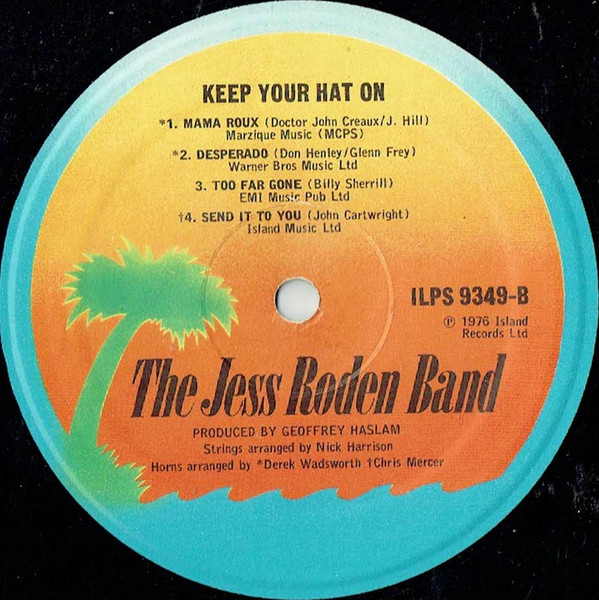 KEEP YOUR HAT ON
*1. MAMA ROUX (Doctor John Creaux/J. Hill)
Marzique Music (MCPS)
*2. DESPERADO (Don Henley/Glenn Frey)
Warner Bros Music Ltd
3. TOO FAR GONE (Billy Sherrill)
EMI Music Pub Ltd
†4. SEND IT TO YOU (John Cartwright)
Island Music Ltd
ILPS 9349-B
℗ 1976 Island
Records Ltd
The Jess Roden Band
PRODUCED BY GEOFFREY HASLAM
Strings arranged by Nick Harrison
Horns arranged by *Derek Wadsworth †Chris Mercer